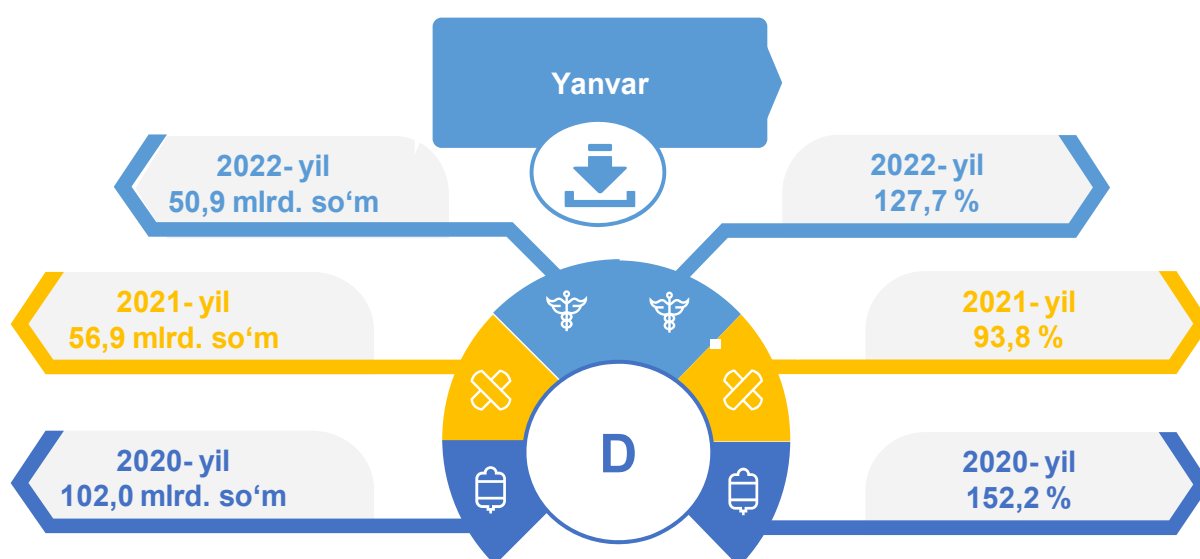 Yanvar
2022- yil
50,9 mlrd. so‘m
2022- yil
127,7 %
2021- yil
56,9 mlrd. so‘m
2021- yil
93,8 %
D
2020- yil
102,0 mlrd. so‘m
2020- yil
152,2 %